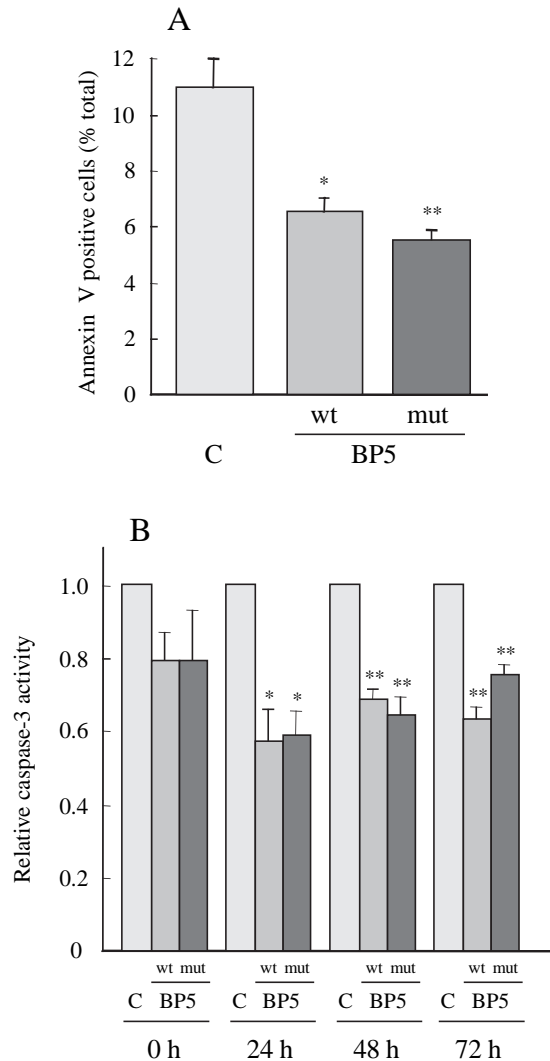 A
Annexin V positive cells (% total)
12
10
8
6
4
2
0
*
**
wt mut
C BP5
B
Relative caspase-3 activity
1.0
0.8
0.6
0.4
0.2
0
* * ** ** ** **
wt mut wt mut wt mut wt mut
C BP5 C BP5 C BP5 C BP5
0 h 24 h 48 h 72 h